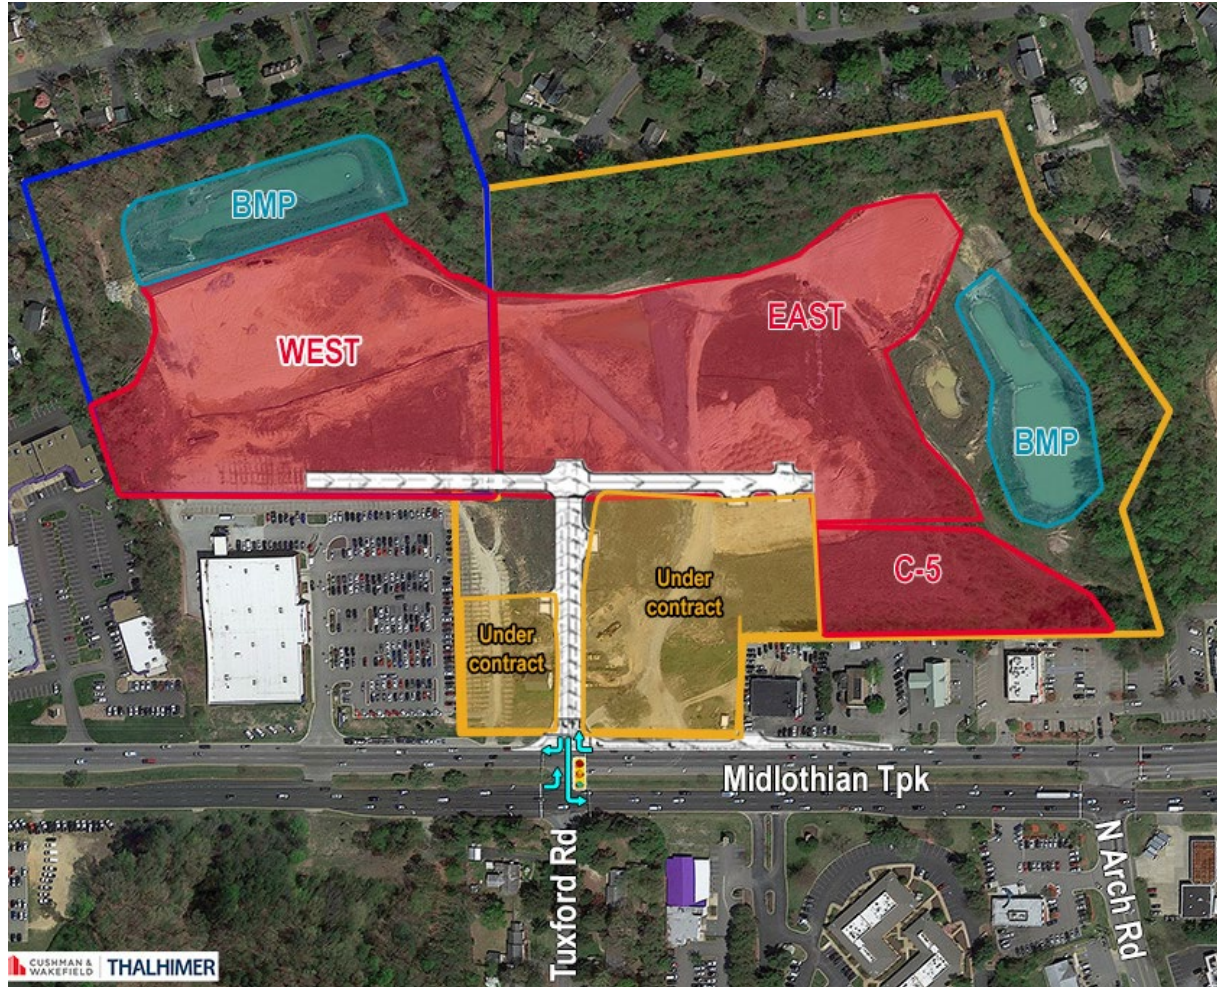 BMP
WEST
EAST
BMP
C-5
Under
contract
Under
contract
Midlothian Tpk
Tuxford Rd
N Arch Rd
CUSHMAN &
WAKEFIELD
THALHIMER